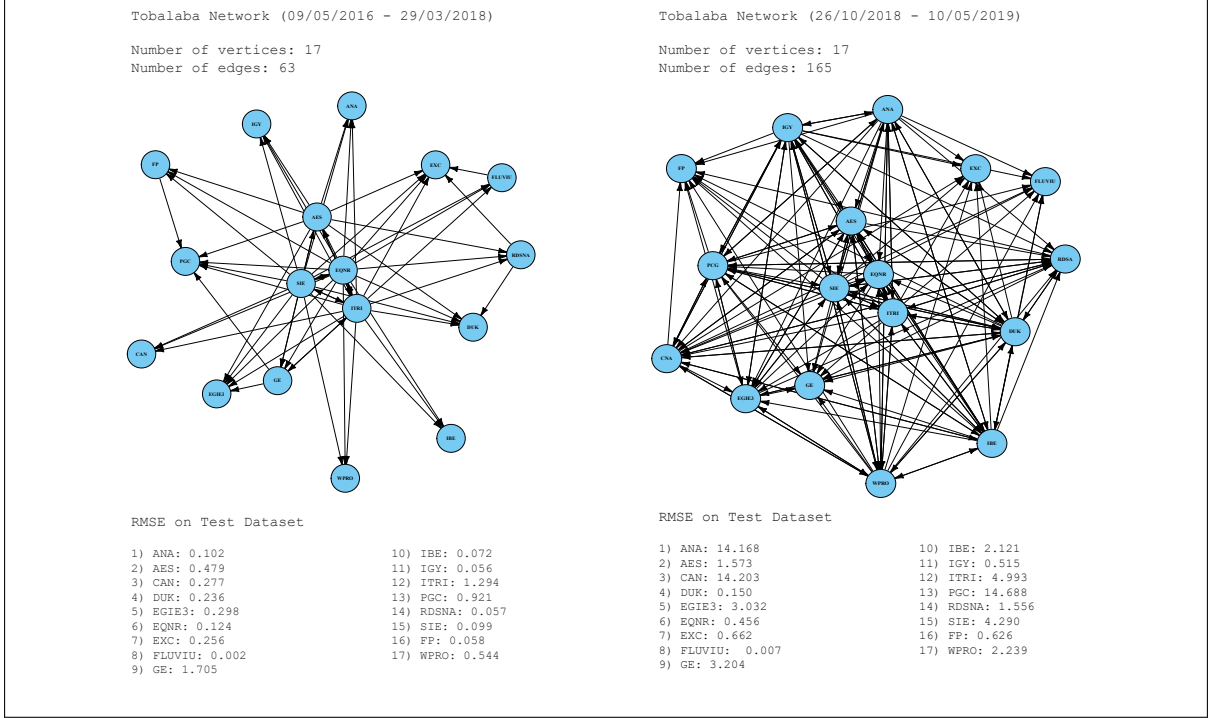 Tobalaba Network (09/05/2016 - 29/03/2018)
Number of vertices: 17
Number of edges: 63
ANA
IGY
FP
EXC
FLUVIU
AES
RDSNA
PGC
EQNR
SIE
ITRI
DUK
CAN
GE
EGIE3
IBE
WPRO
RMSE on Test Dataset
1) ANA: 0.102
2) AES: 0.479
3) CAN: 0.277
4) DUK: 0.236
5) EGIE3: 0.298
6) EQNR: 0.124
7) EXC: 0.256
8) FLUVIU: 0.002
9) GE: 1.705
10) IBE: 0.072
11) IGY: 0.056
12) ITRI: 1.294
13) PGC: 0.921
14) RDSNA: 0.057
15) SIE: 0.099
16) FP: 0.058
17) WPRO: 0.544
Tobalaba Network (26/10/2018 - 10/05/2019)
Number of vertices: 17
Number of edges: 165
ANA
IGY
FP
EXC
FLUVIU
AES
RDSA
PCG
EQNR
SIE
ITRI
DUK
CNA
GE
EGIE3
IBE
WPRO
RMSE on Test Dataset
1) ANA: 14.168
2) AES: 1.573
3) CAN: 14.203
4) DUK: 0.150
5) EGIE3: 3.032
6) EQNR: 0.456
7) EXC: 0.662
8) FLUVIU: 0.007
9) GE: 3.204
10) IBE: 2.121
11) IGY: 0.515
12) ITRI: 4.993
13) PGC: 14.688
14) RDSNA: 1.556
15) SIE: 4.290
16) FP: 0.626
17) WPRO: 2.239